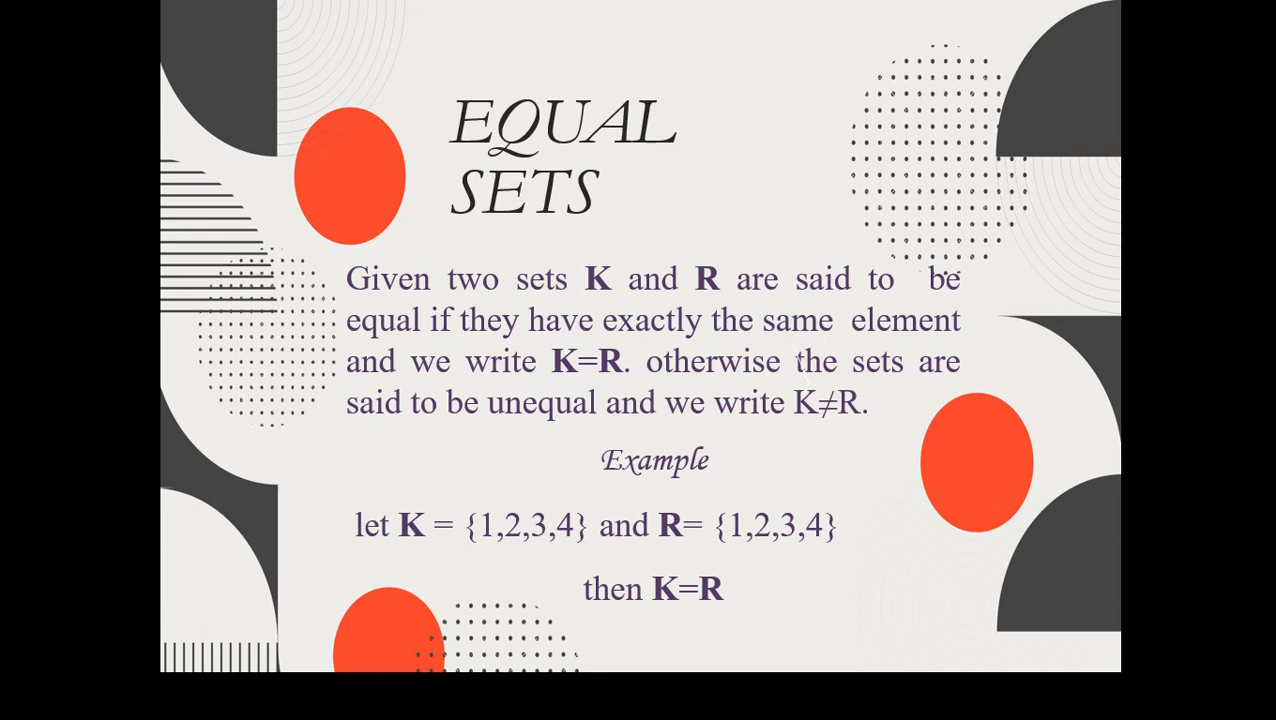 EQUAL
SETS
Given two sets K and R are said to be
equal if they have exactly the same element
and we write K=R. otherwise the sets are
said to be unequal and we write K≠R.
Example
let K = {1,2,3,4} and R= {1,2,3,4}
then K=R